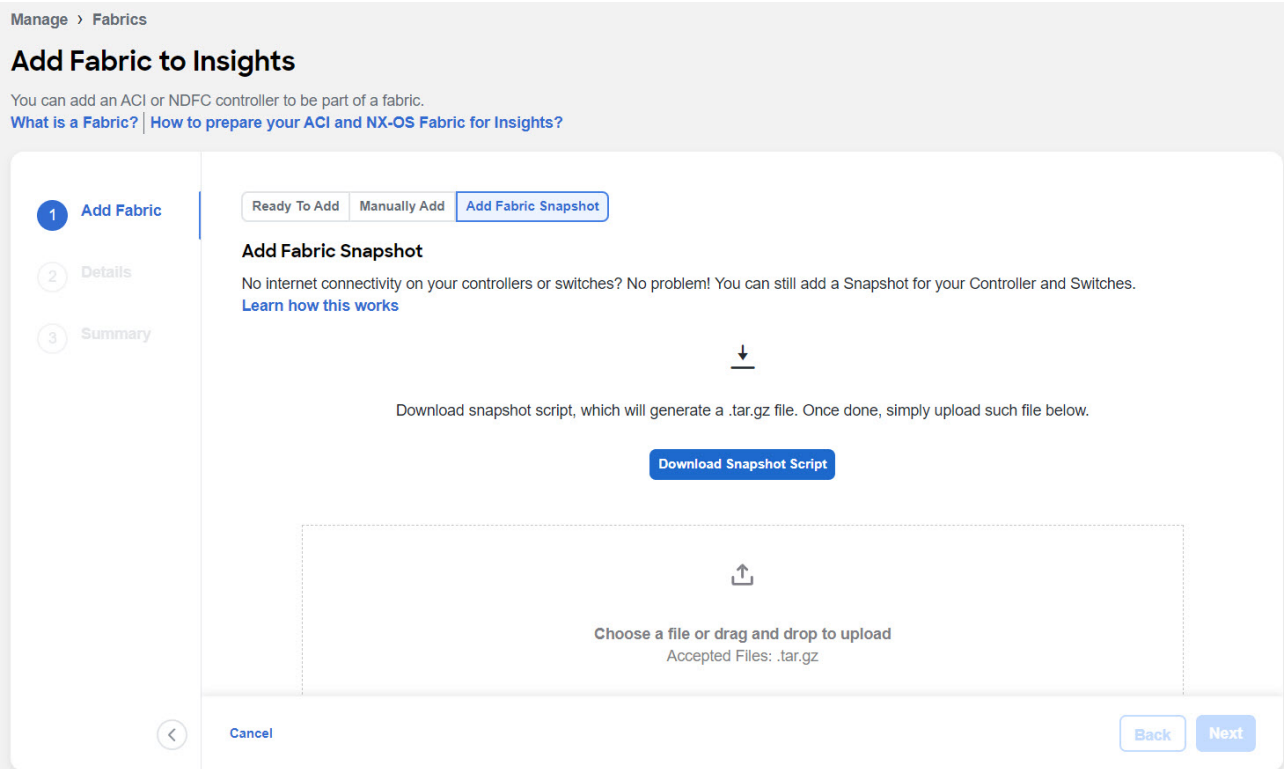 Manage > Fabrics
Add Fabric to Insights
You can add an ACI or NDFC controller to be part of a fabric.
What is a Fabric? | How to prepare your ACI and NX-OS Fabric for Insights?
1 Add Fabric
2 Details
3 Summary
Ready To Add Manually Add Add Fabric Snapshot
Add Fabric Snapshot
No internet connectivity on your controllers or switches? No problem! You can still add a Snapshot for your Controller and Switches.
Learn how this works
Download snapshot script, which will generate a .tar.gz file. Once done, simply upload such file below.
Download Snapshot Script
Choose a file or drag and drop to upload
Accepted Files: .tar.gz
Cancel Back Next